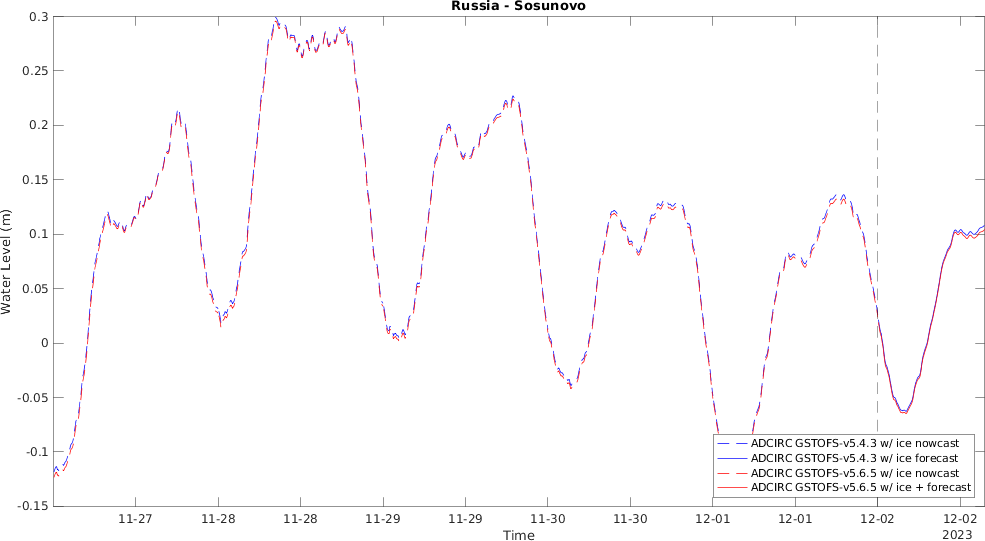 Russia - Sosunovo
0.3
0.25
0.2
0.15
0.1
0.05
0
-0.05
-0.1
-0.15
Water Level (m)
ADCIRC GSTOFS-v5.4.3 w/ ice nowcast
ADCIRC GSTOFS-v5.4.3 w/ ice forecast
ADCIRC GSTOFS-v5.6.5 w/ ice nowcast
ADCIRC GSTOFS-v5.6.5 w/ ice + forecast
11-27 11-28 11-28 11-29 11-29 11-30 11-30 12-01 12-01 12-02 12-02
2023
Time